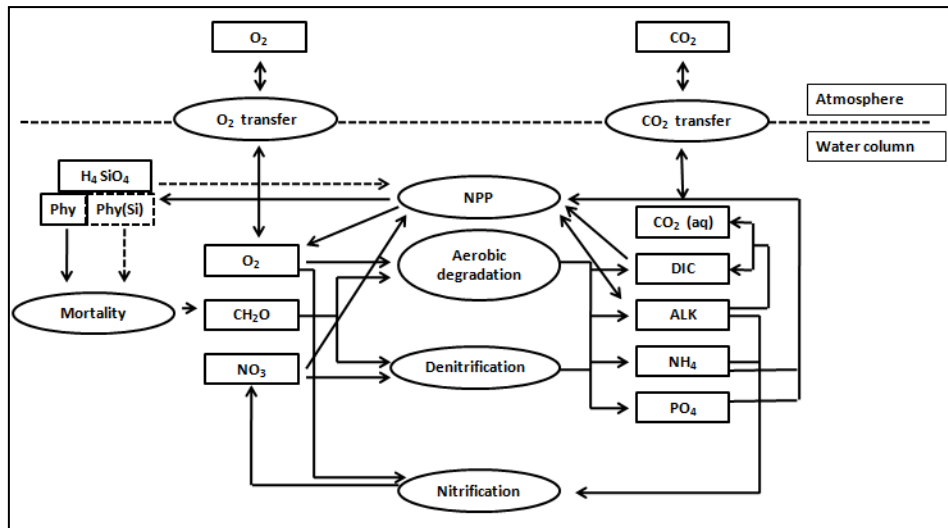 O₂
CO₂
Atmosphere
O₂ transfer
CO₂ transfer
Water column
H₄ SiO₄
Phy
Phy(Si)
NPP
CO₂ (aq)
O₂
Aerobic
degradation
DIC
Mortality
CH₂O
ALK
NO₃
Denitrification
NH₄
PO₄
Nitrification